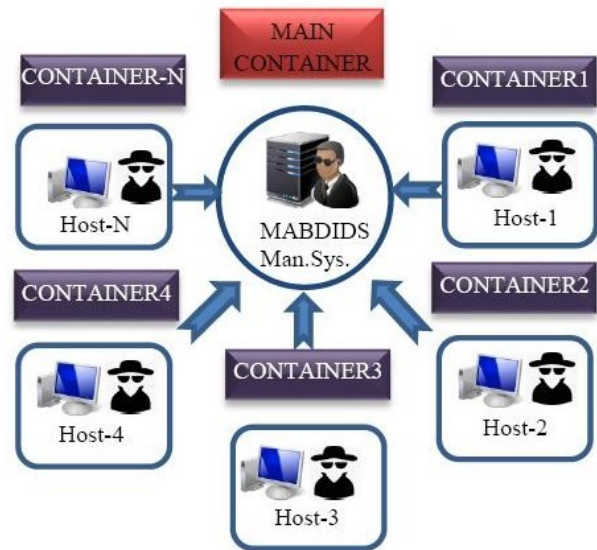 MAIN
CONTAINER
CONTAINER-N
CONTAINER1
Host-N
MABDIDS
Man.Sys.
Host-1
CONTAINER4
CONTAINER2
Host-4
CONTAINER3
Host-2
Host-3